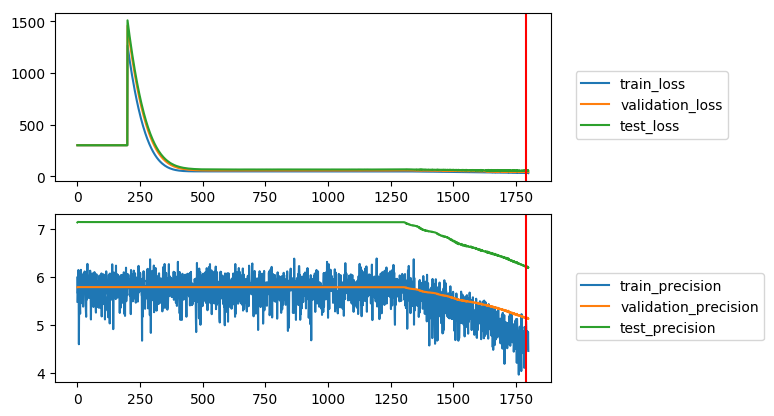 1500
1000
500
0
0 250 500 750 1000 1250 1500 1750
train_loss
validation_loss
test_loss
7
6
5
4
0 250 500 750 1000 1250 1500 1750
train_precision
validation_precision
test_precision